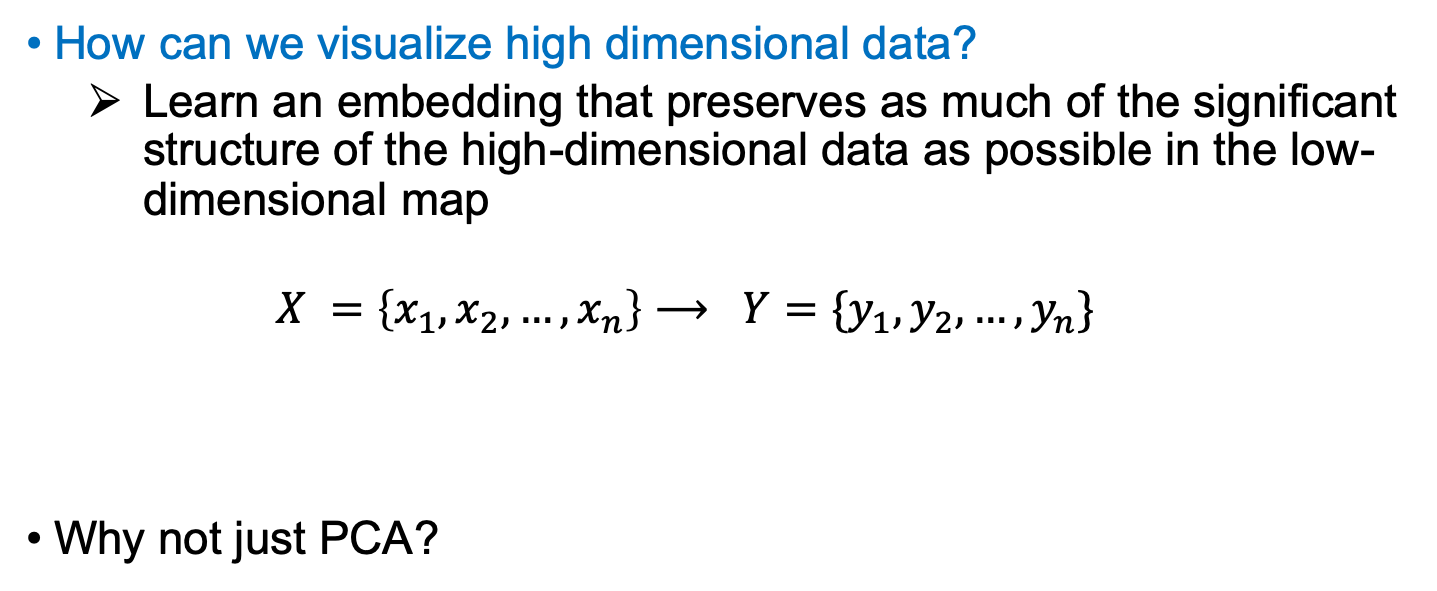 • How can we visualize high dimensional data?
➢ Learn an embedding that preserves as much of the significant
structure of the high-dimensional data as possible in the low-
dimensional map
X = {x₁, x₂, … , xₙ} ⟶ Y = {y₁, y₂, … , yₙ}
• Why not just PCA?